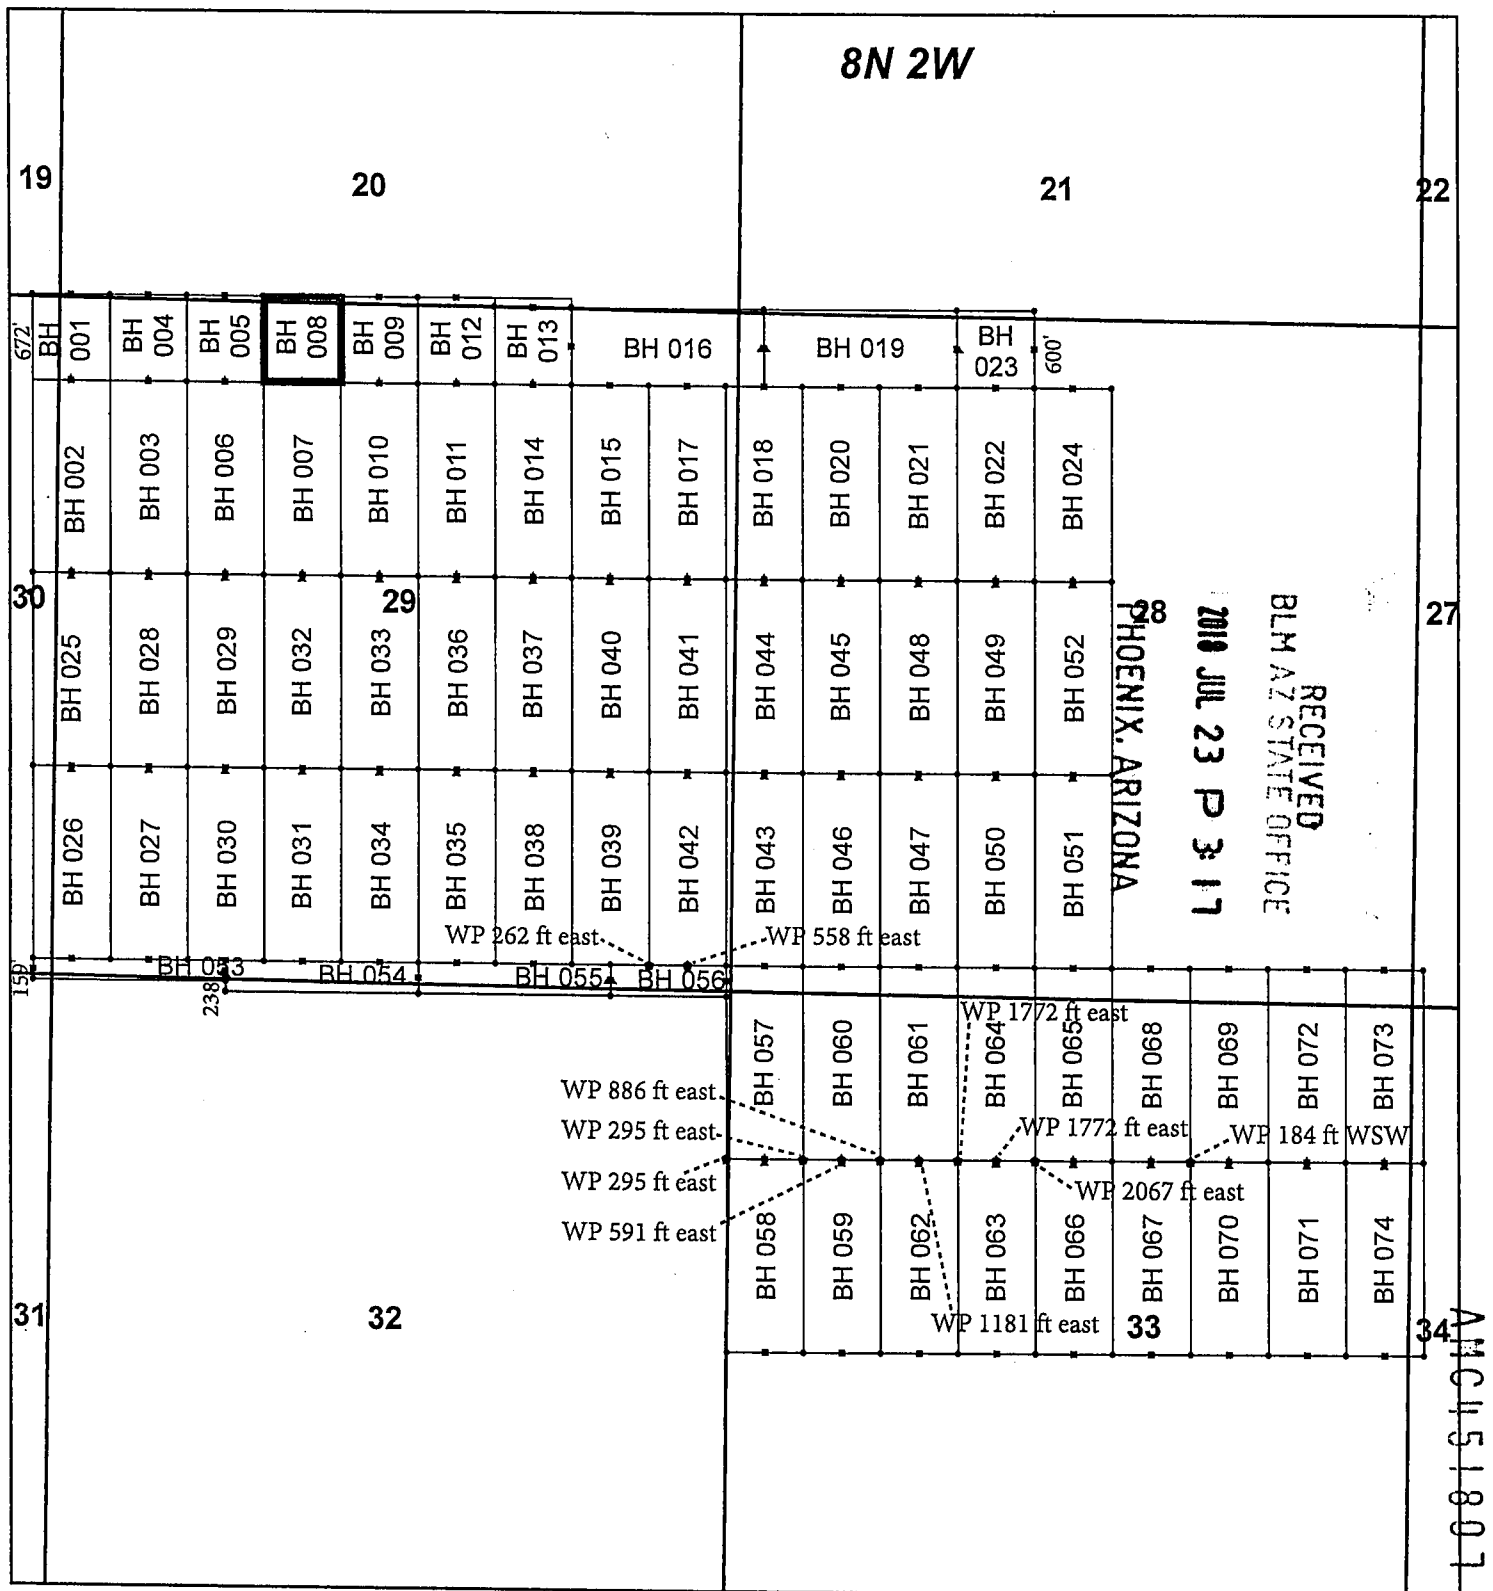 8N 2W
19
20
21
22
672'
BH 001
BH 004
BH 005
BH 008
BH 009
BH 012
BH 013
BH 016
BH 019
BH 023
600'
BH 002
BH 003
BH 006
BH 007
BH 010
BH 011
BH 014
BH 015
BH 017
BH 018
BH 020
BH 021
BH 022
BH 024
30
29
28
27
BH 025
BH 028
BH 029
BH 032
BH 033
BH 036
BH 037
BH 040
BH 041
BH 044
BH 045
BH 048
BH 049
BH 052
RECEIVED
BLM AZ STATE OFFICE
2018 JUL 23 P 3:17
PHOENIX, ARIZONA
BH 026
BH 027
BH 030
BH 031
BH 034
BH 035
BH 038
BH 039
BH 042
BH 043
BH 046
BH 047
BH 050
BH 051
WP 262 ft east
WP 558 ft east
159'
BH 053
238'
BH 054
BH 055
BH 056
BH 057
BH 060
BH 061
BH 064
BH 065
BH 068
BH 069
BH 072
BH 073
WP 1772 ft east
WP 886 ft east
WP 295 ft east
WP 1772 ft east
WP 184 ft WSW
WP 295 ft east
WP 2067 ft east
WP 591 ft east
BH 058
BH 059
BH 062
BH 063
BH 066
BH 067
BH 070
BH 071
BH 074
WP 1181 ft east
31
32
33
34
AMC451807